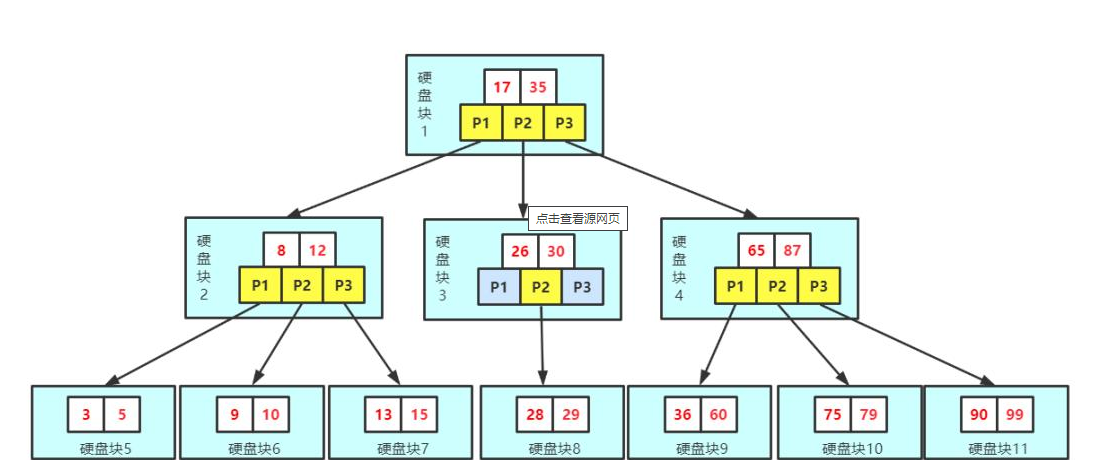 硬盘块1
17 35
P1 P2 P3
点击查看源网页
硬盘块2
8 12
P1 P2 P3
硬盘块3
26 30
P1 P2 P3
硬盘块4
65 87
P1 P2 P3
3 5
硬盘块5
9 10
硬盘块6
13 15
硬盘块7
28 29
硬盘块8
36 60
硬盘块9
75 79
硬盘块10
90 99
硬盘块11